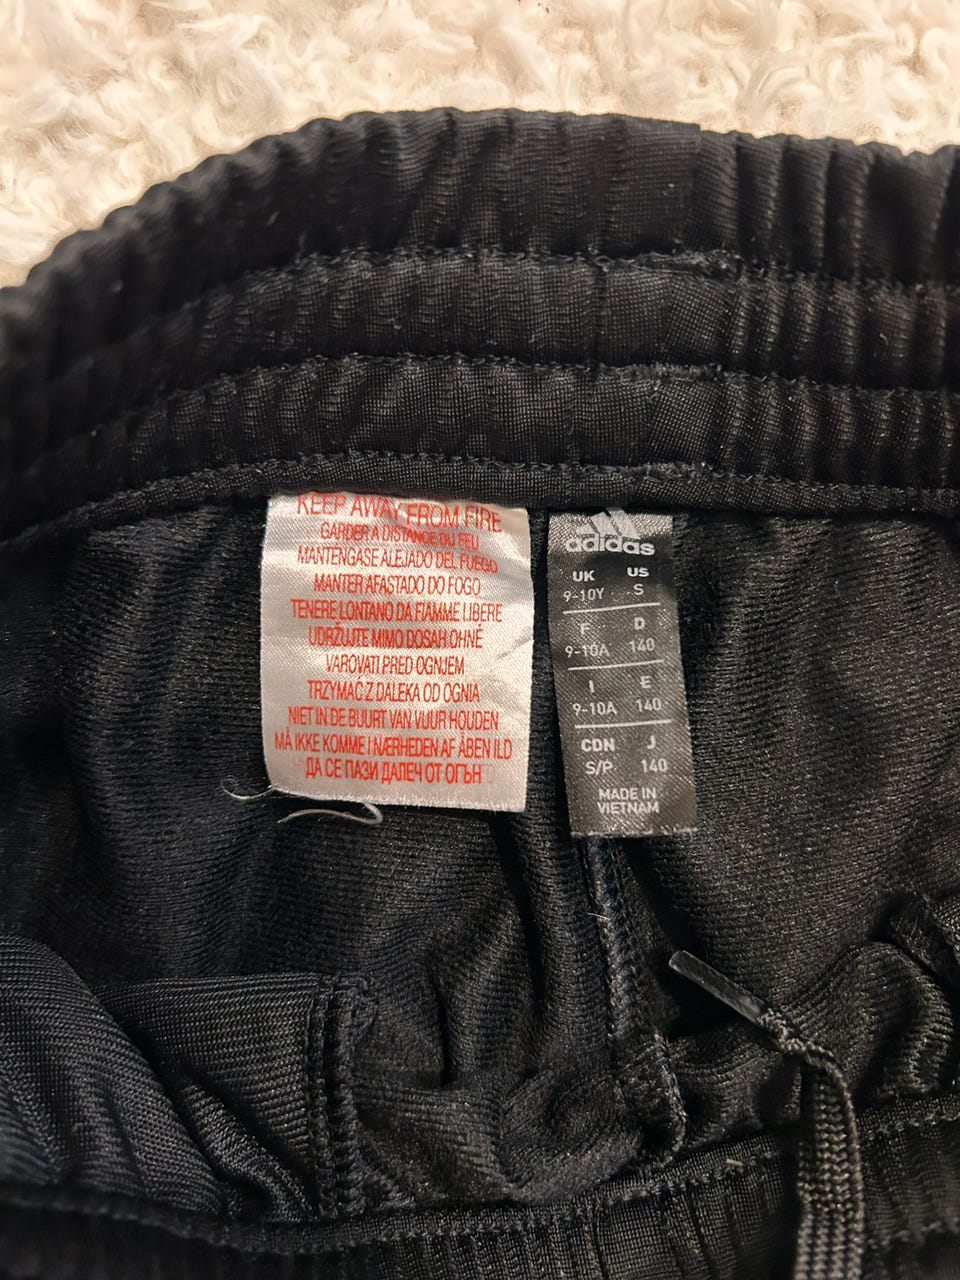 KEEP AWAY FROM FIRE
GARDER A DISTANCE DU FEU
MANTENGASE ALEJADO DEL FUEGO
MANTER AFASTADO DO FOGO
TENERE LONTANO DA FIAMME LIBERE
UDRŽUJTE MIMO DOSAH OHNĚ
VAROVATI PRED OGNJEM
TRZYMAĆ Z DALEKA OD OGNIA
NIET IN DE BUURT VAN VUUR HOUDEN
MÅ IKKE KOMME I NÆRHEDEN AF ÅBEN ILD
ДА СЕ ПАЗИ ДАЛЕЧ ОТ ОГЪН
adidas
UK US
9-10Y S
F D
9-10A 140
I E
9-10A 140
CDN J
S/P 140
MADE IN
VIETNAM